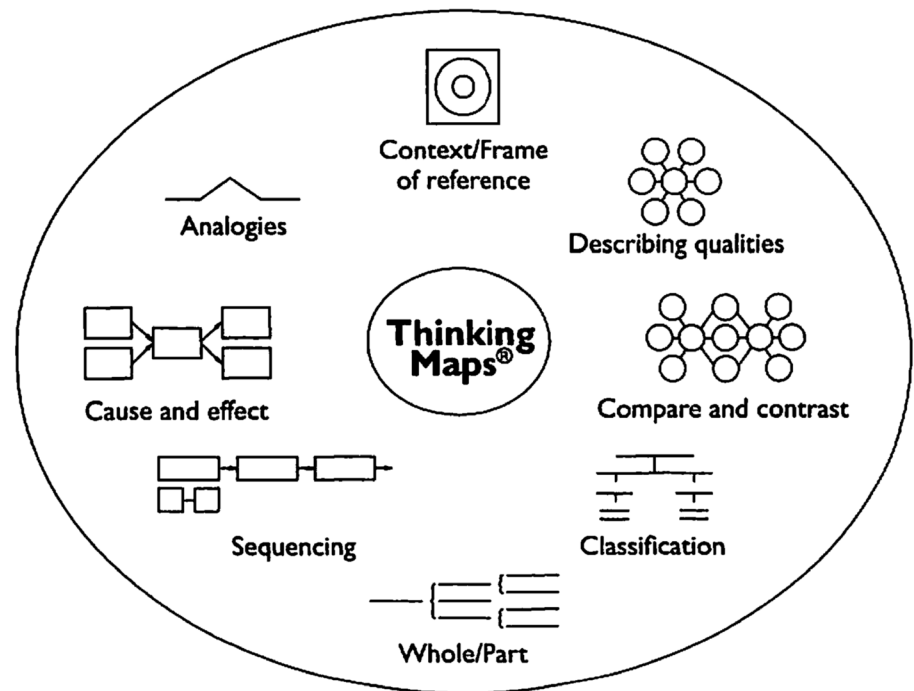 Context/Frame
of reference
Analogies
Describing qualities
Thinking
Maps®
Cause and effect
Compare and contrast
Sequencing
Classification
Whole/Part